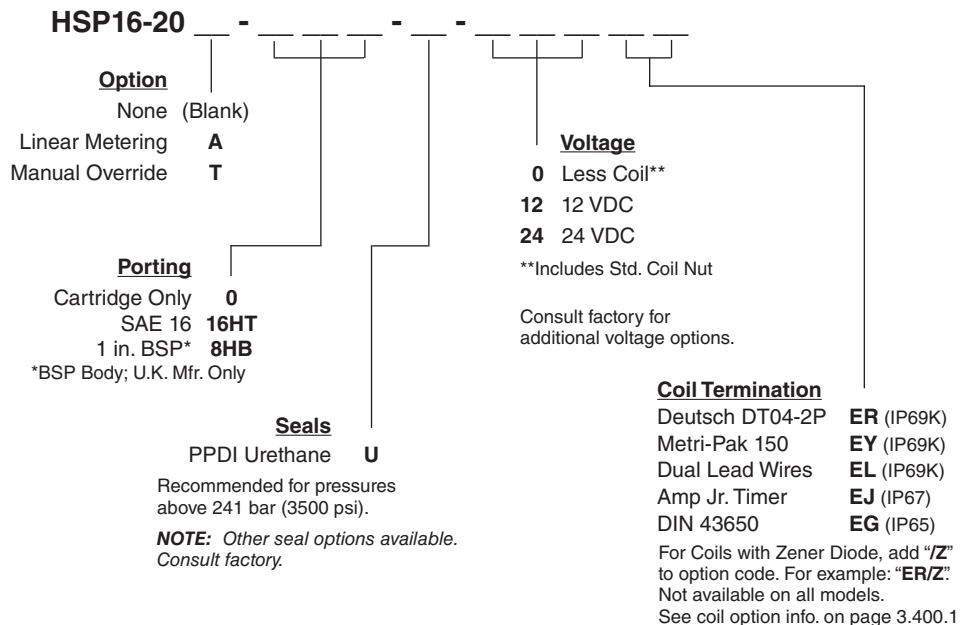 HSP16-20 __ - __ __ __ - __ - __ __ __ __ __
Option
None (Blank)
Linear Metering A
Manual Override T
Porting
Cartridge Only 0
SAE 16 16HT
1 in. BSP* 8HB
*BSP Body; U.K. Mfr. Only
Seals
PPDI Urethane U
Recommended for pressures
above 241 bar (3500 psi).
NOTE: Other seal options available.
Consult factory.
Voltage
0 Less Coil**
12 12 VDC
24 24 VDC
**Includes Std. Coil Nut
Consult factory for
additional voltage options.
Coil Termination
Deutsch DT04-2P ER (IP69K)
Metri-Pak 150 EY (IP69K)
Dual Lead Wires EL (IP69K)
Amp Jr. Timer EJ (IP67)
DIN 43650 EG (IP65)
For Coils with Zener Diode, add "/Z"
to option code. For example: "ER/Z".
Not available on all models.
See coil option info. on page 3.400.1